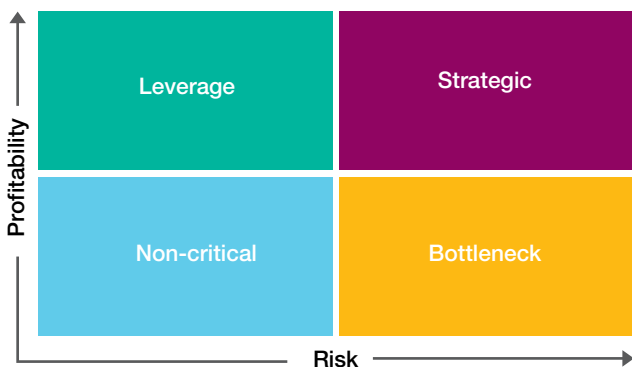 Profitability
Leverage
Strategic
Non-critical
Bottleneck
Risk